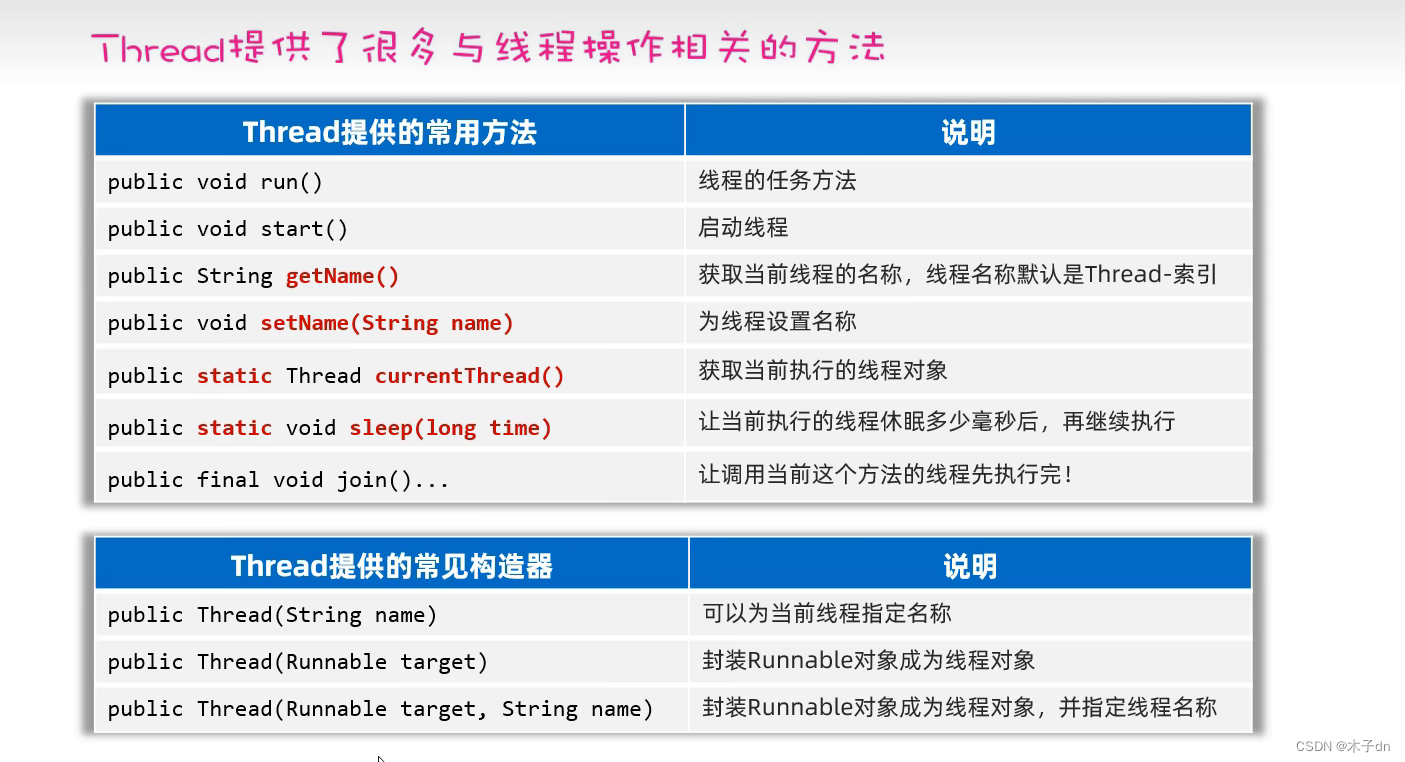 Thread提供了很多与线程操作相关的方法
Thread提供的常用方法 说明
public void run() 线程的任务方法
public void start() 启动线程
public String getName() 获取当前线程的名称，线程名称默认是Thread-索引
public void setName(String name) 为线程设置名称
public static Thread currentThread() 获取当前执行的线程对象
public static void sleep(long time) 让当前执行的线程休眠多少毫秒后，再继续执行
public final void join()... 让调用当前这个方法的线程先执行完！
Thread提供的常见构造器 说明
public Thread(String name) 可以为当前线程指定名称
public Thread(Runnable target) 封装Runnable对象成为线程对象
public Thread(Runnable target, String name) 封装Runnable对象成为线程对象，并指定线程名称
CSDN @木子dn